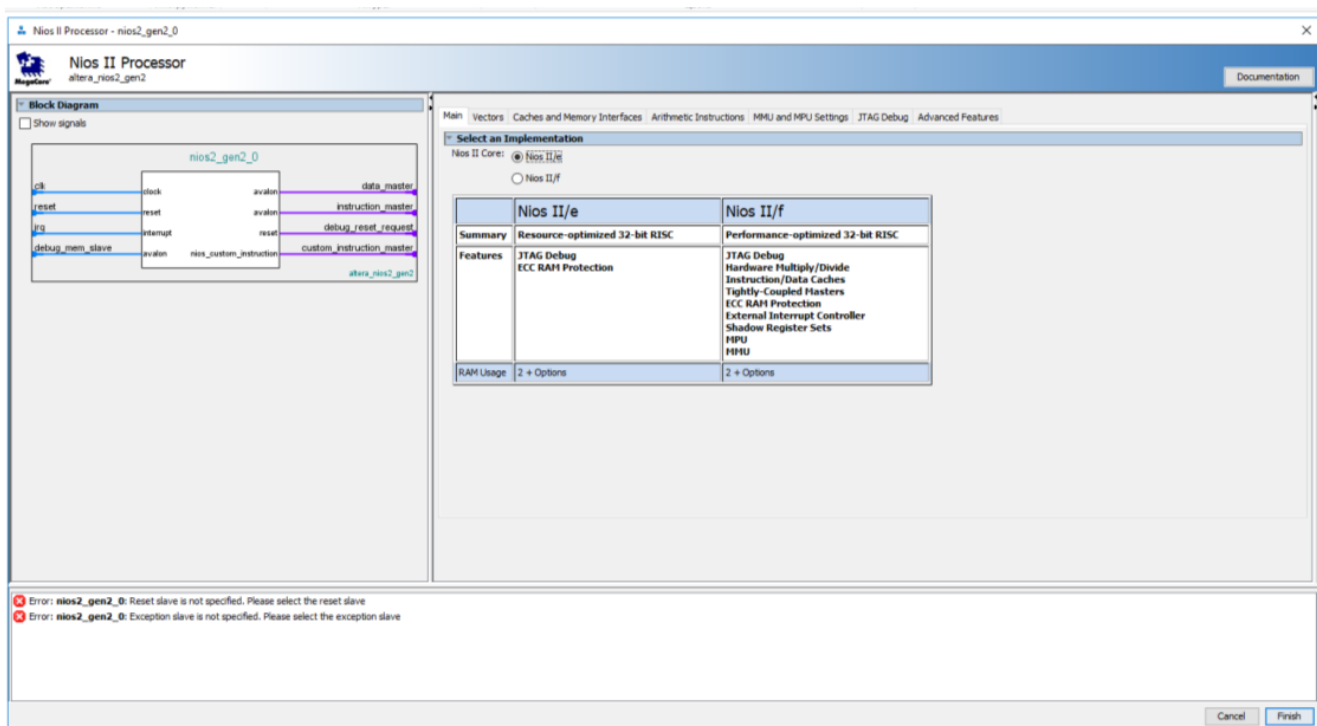 Nios II Processor - nios2_gen2_0
Nios II Processor
altera_nios2_gen2
MegaCore'
Documentation
Block Diagram
Show signals
nios2_gen2_0
clk
clock
avalon
data_master
reset
reset
avalon
instruction_master
irq
interrupt
reset
debug_reset_request
debug_mem_slave
avalon
nios_custom_instruction
custom_instruction_master
altera_nios2_gen2
Main Vectors Caches and Memory Interfaces Arithmetic Instructions MMU and MPU Settings JTAG Debug Advanced Features
Select an Implementation
Nios II Core: Nios II/e
Nios II/f
Nios II/e Nios II/f
Summary Resource-optimized 32-bit RISC Performance-optimized 32-bit RISC
Features JTAG Debug JTAG Debug
ECC RAM Protection Hardware Multiply/Divide
Instruction/Data Caches
Tightly-Coupled Masters
ECC RAM Protection
External Interrupt Controller
Shadow Register Sets
MPU
MMU
RAM Usage 2 + Options 2 + Options
Error: nios2_gen2_0: Reset slave is not specified. Please select the reset slave
Error: nios2_gen2_0: Exception slave is not specified. Please select the exception slave
Cancel Finish